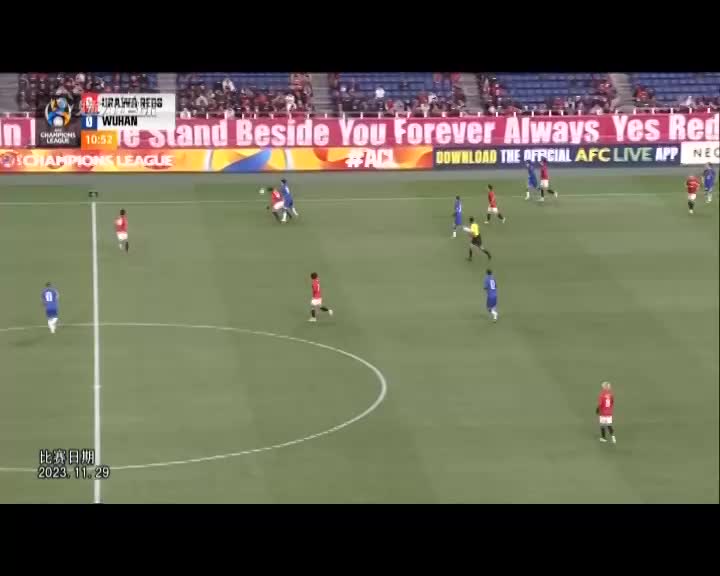 URAWA REDS
0 WUHAN
10:52
CHAMPIONS LEAGUE
Stand Beside You Forever Always Yes Red
CHAMPIONS LEAGUE
#ACL
DOWNLOAD THE OFFICIAL AFC LIVE APP
NEO
比赛日期
2023.11.29